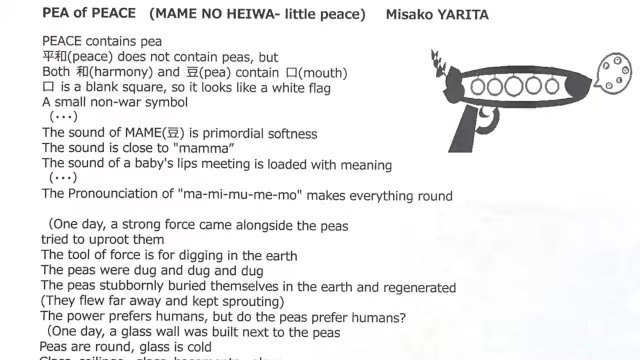 PEA of PEACE (MAME NO HEIWA- little peace) Misako YARITA
PEACE contains pea
平和(peace) does not contain peas, but
Both 和(harmony) and 豆(pea) contain 口(mouth)
口 is a blank square, so it looks like a white flag
A small non-war symbol
(･･･)
The sound of MAME(豆) is primordial softness
The sound is close to "mamma"
The sound of a baby's lips meeting is loaded with meaning
(･･･)
The Pronounciation of "ma-mi-mu-me-mo" makes everything round
(One day, a strong force came alongside the peas
tried to uproot them
The tool of force is for digging in the earth
The peas were dug and dug and dug
The peas stubbornly buried themselves in the earth and regenerated
(They flew far away and kept sprouting)
The power prefers humans, but do the peas prefer humans?
(One day, a glass wall was built next to the peas
Peas are round, glass is cold
Glass ceilings, glass basements, glass